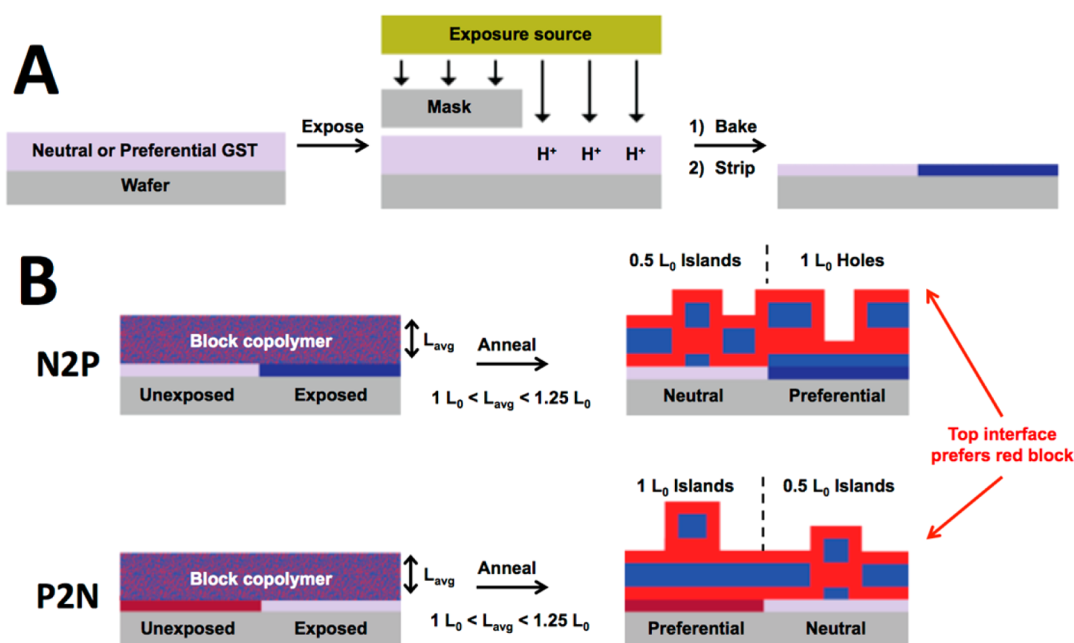 A
Exposure source
Mask
Neutral or Preferential GST
Wafer
Expose
H⁺ H⁺ H⁺
1) Bake
2) Strip
B
0.5 L₀ Islands
1 L₀ Holes
N2P
Block copolymer
Lavg
Anneal
Unexposed
Exposed
1 L₀ < Lavg < 1.25 L₀
Neutral
Preferential
Top interface
prefers red block
1 L₀ Islands
0.5 L₀ Islands
P2N
Block copolymer
Lavg
Anneal
Unexposed
Exposed
1 L₀ < Lavg < 1.25 L₀
Preferential
Neutral